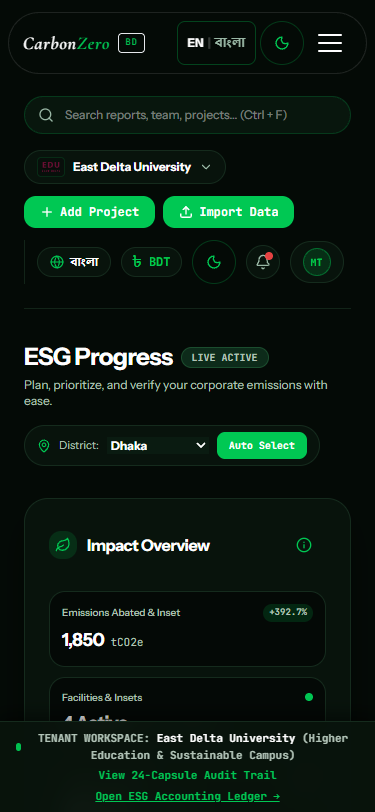 CarbonZero BD EN | বাংলা
Search reports, team, projects... (Ctrl + F)
EDU East Delta University
+ Add Project Import Data
বাংলা ৳ BDT MT
ESG Progress LIVE ACTIVE
Plan, prioritize, and verify your corporate emissions with
ease.
District: Dhaka Auto Select
Impact Overview
Emissions Abated & Inset +392.7%
1,850 tCO2e
Facilities & Insets
4 Active
TENANT WORKSPACE: East Delta University (Higher
Education & Sustainable Campus)
View 24-Capsule Audit Trail
Open ESG Accounting Ledger →